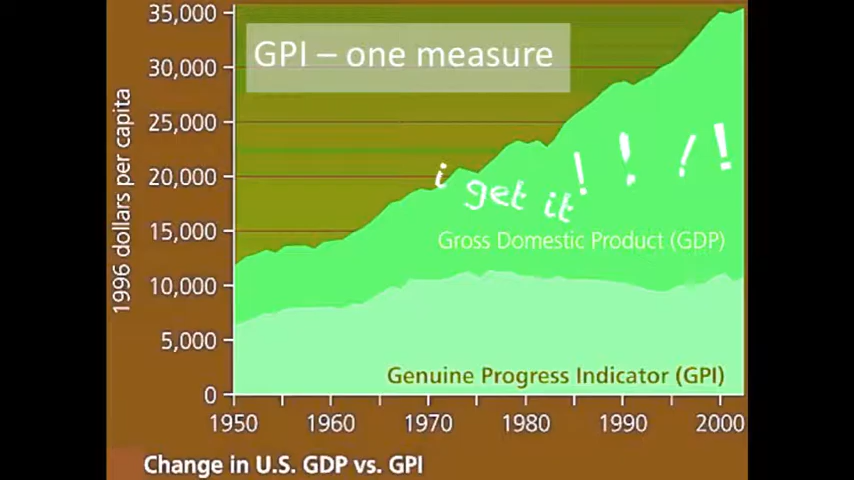 35,000
GPI – one measure
30,000
25,000
20,000
15,000
10,000
5,000
0
1996 dollars per capita
i get it ! ! ! !
Gross Domestic Product (GDP)
Genuine Progress Indicator (GPI)
1950 1960 1970 1980 1990 2000
Change in U.S. GDP vs. GPI